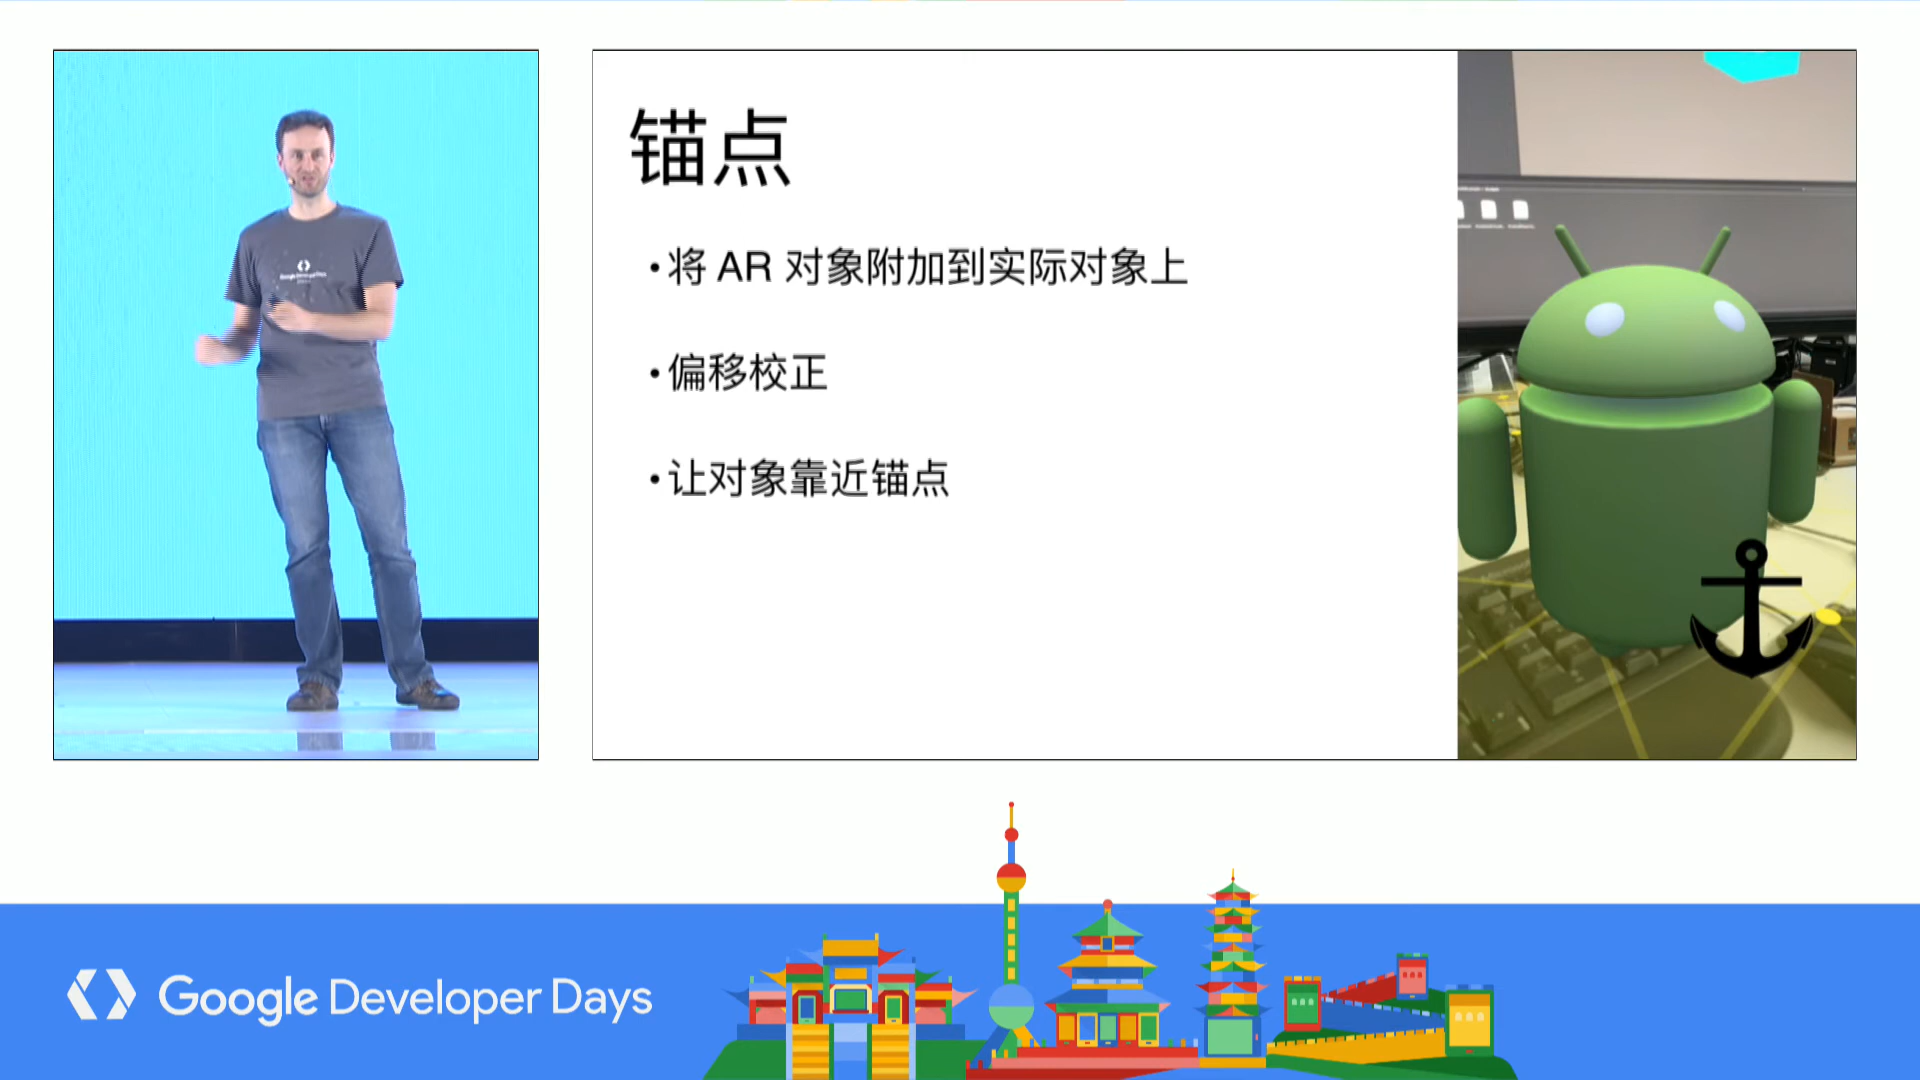 锚点
•将 AR 对象附加到实际对象上
•偏移校正
•让对象靠近锚点
Google Developer Days